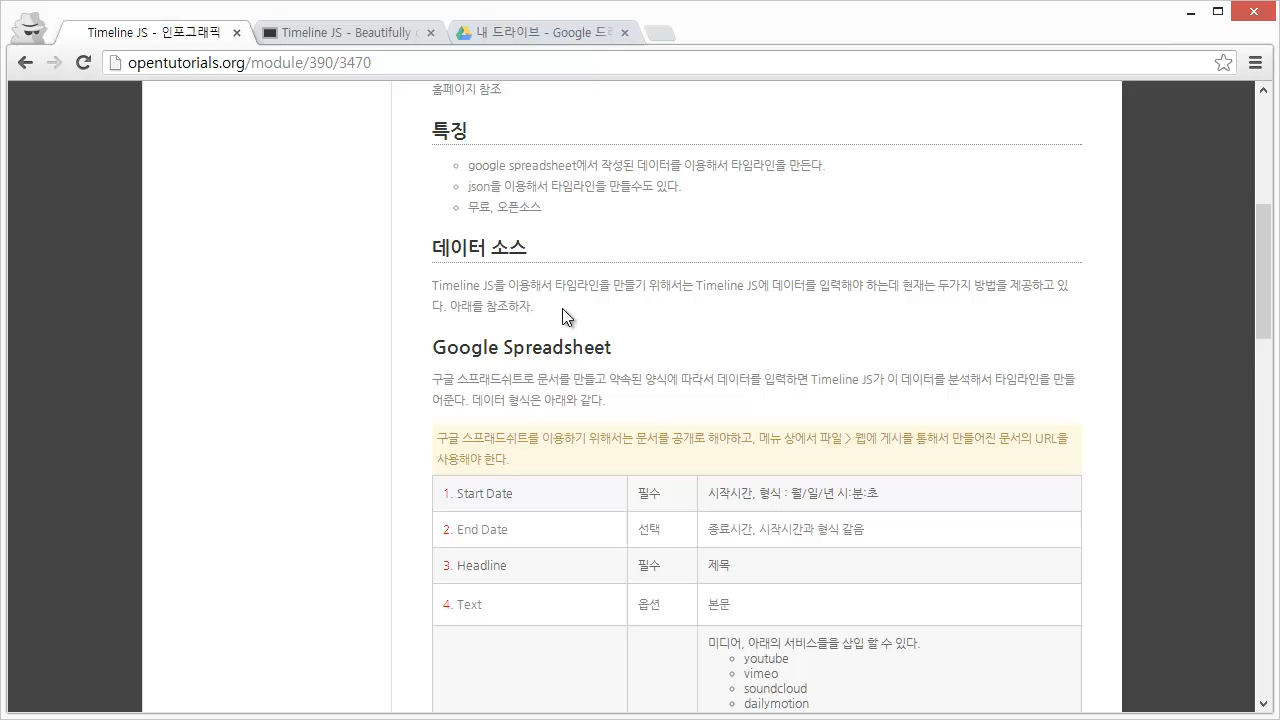 Timeline JS - 인포그래픽
Timeline JS - Beautifully
내 드라이브 - Google 드
opentutorials.org/module/390/3470
홈페이지 참조
특징
google spreadsheet에서 작성된 데이터를 이용해서 타임라인을 만든다.
json을 이용해서 타임라인을 만들수도 있다.
무료, 오픈소스
데이터 소스
Timeline JS을 이용해서 타임라인을 만들기 위해서는 Timeline JS에 데이터를 입력해야 하는데 현재는 두가지 방법을 제공하고 있
다. 아래를 참조하자.
Google Spreadsheet
구글 스프래드쉬트로 문서를 만들고 약속된 양식에 따라서 데이터를 입력하면 Timeline JS가 이 데이터를 분석해서 타임라인을 만들
어준다. 데이터 형식은 아래와 같다.
구글 스프래드쉬트를 이용하기 위해서는 문서를 공개로 해야하고, 메뉴 상에서 파일 > 웹에 게시를 통해서 만들어진 문서의 URL을
사용해야 한다.
1. Start Date 필수 시작시간, 형식 : 월/일/년 시:분:초
2. End Date 선택 종료시간, 시작시간과 형식 같음
3. Headline 필수 제목
4. Text 옵션 본문
미디어, 아래의 서비스들을 삽입 할 수 있다.
youtube
vimeo
soundcloud
dailymotion